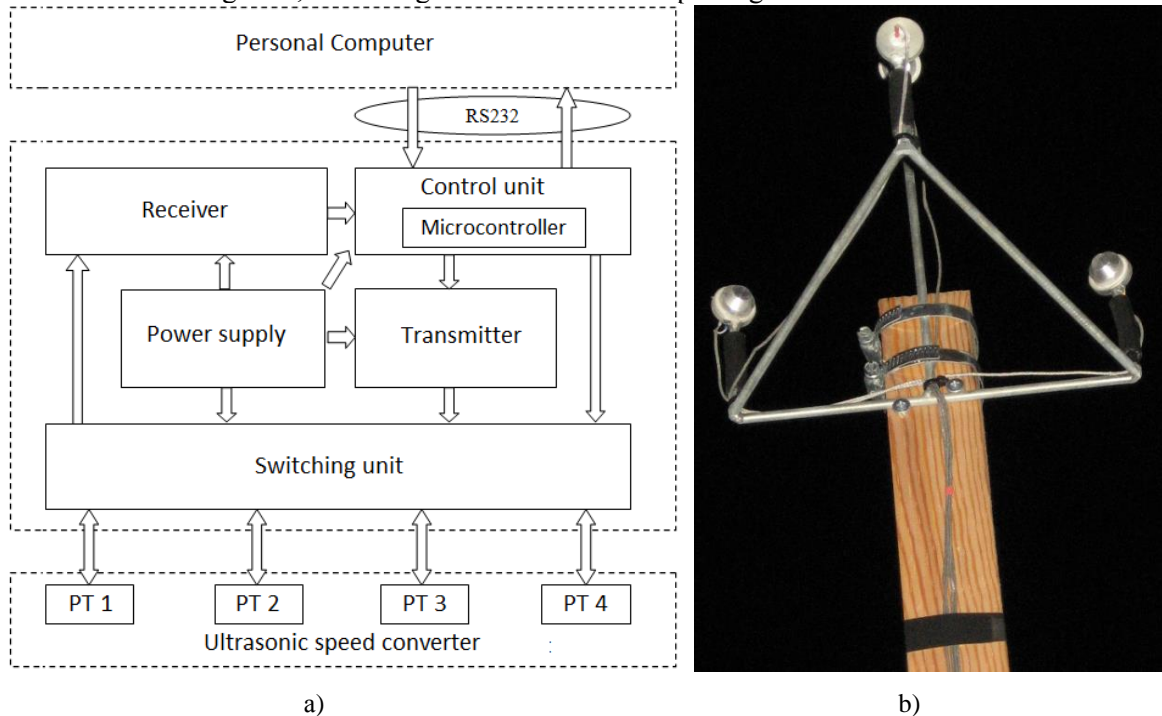 Personal Computer
RS232
Receiver
Control unit
Microcontroller
Power supply
Transmitter
Switching unit
PT 1
PT 2
PT 3
PT 4
Ultrasonic speed converter
a)
b)